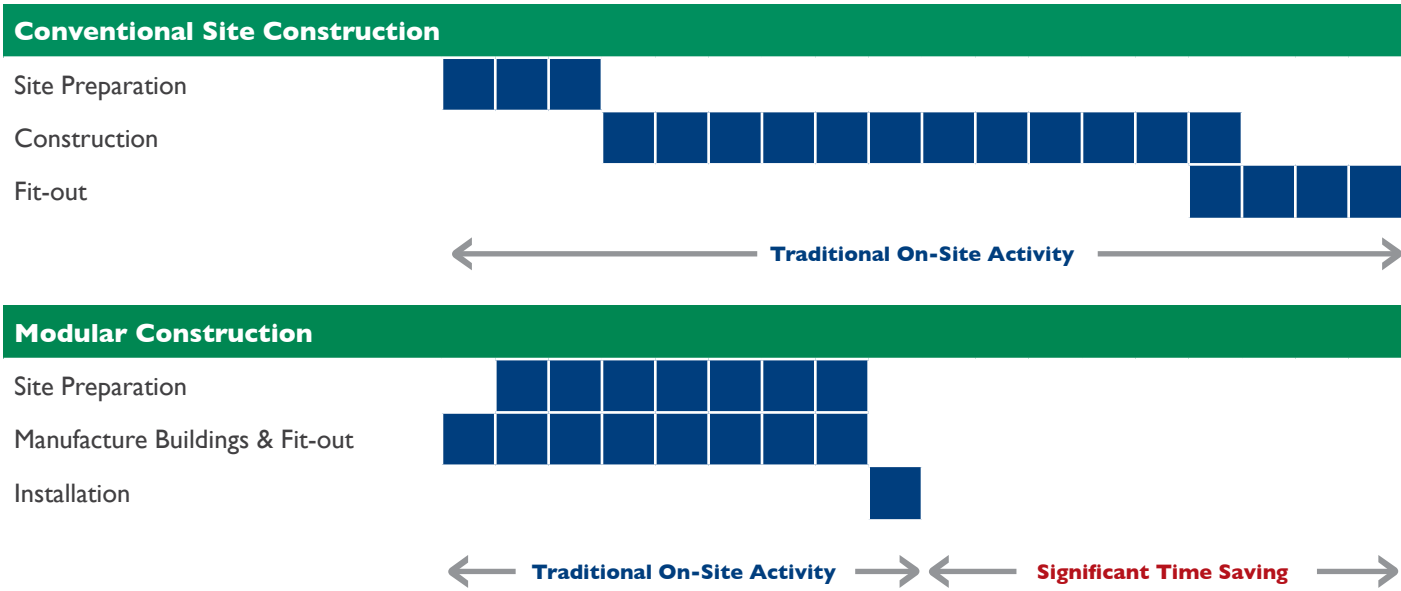 Conventional Site Construction
Site Preparation
Construction
Fit-out
Traditional On-Site Activity
Modular Construction
Site Preparation
Manufacture Buildings & Fit-out
Installation
Traditional On-Site Activity
Significant Time Saving